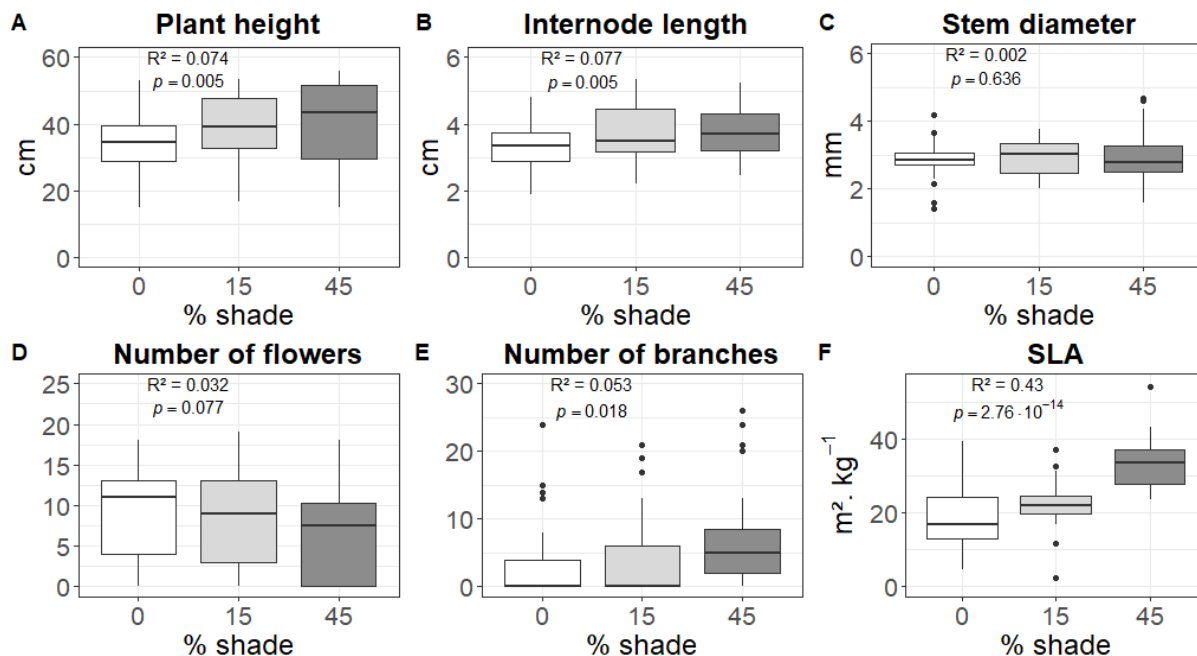 A Plant height
R² = 0.074
p = 0.005
60
40
20
0
cm
0 15 45
% shade
B Internode length
R² = 0.077
p = 0.005
6
4
2
0
cm
0 15 45
% shade
C Stem diameter
R² = 0.002
p = 0.636
6
4
2
0
mm
0 15 45
% shade
D Number of flowers
R² = 0.032
p = 0.077
25
20
15
10
5
0
0 15 45
% shade
E Number of branches
R² = 0.053
p = 0.018
30
20
10
0
0 15 45
% shade
F SLA
R² = 0.43
p = 2.76 · 10⁻¹⁴
40
20
0
m². kg⁻¹
0 15 45
% shade